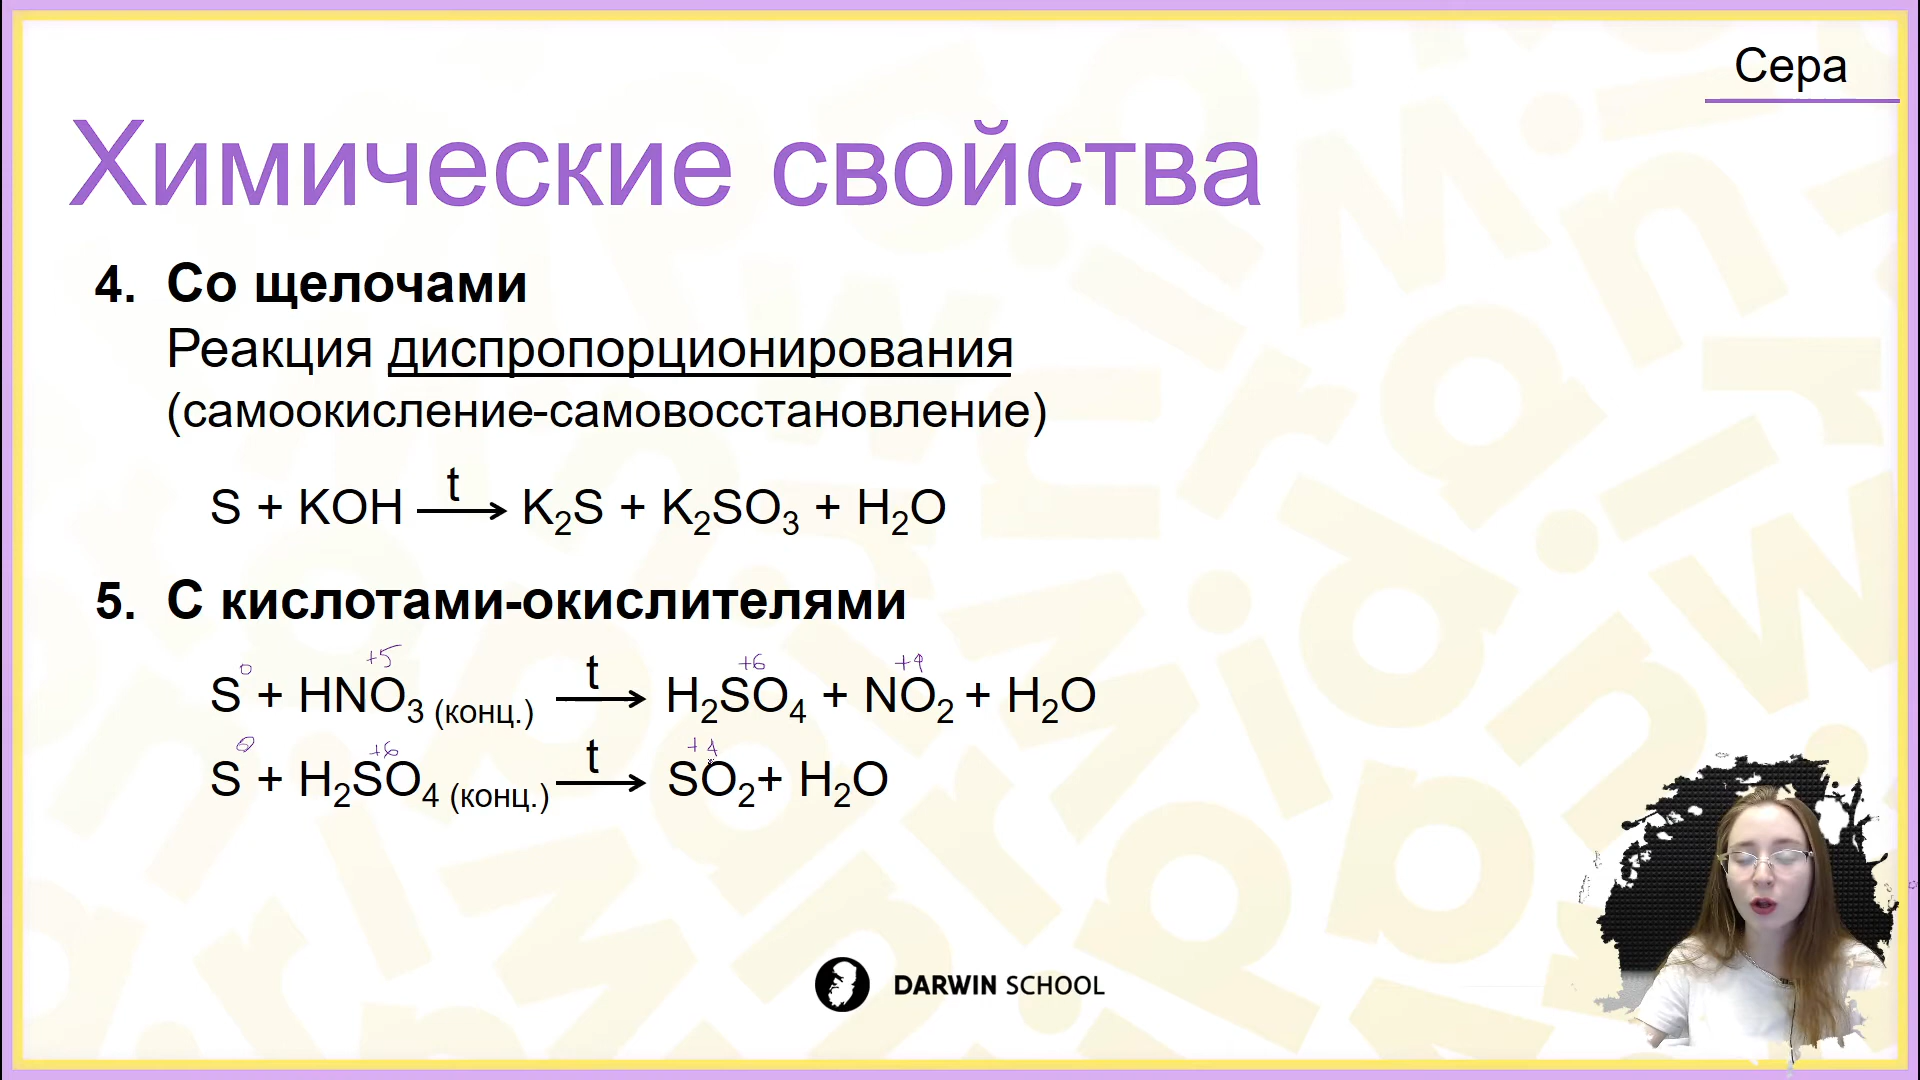 Сера
Химические свойства
4. Со щелочами
Реакция диспропорционирования
(самоокисление-самовосстановление)
t
S + KOH ⟶ K₂S + K₂SO₃ + H₂O
5. С кислотами-окислителями
0 +5 t +6 +4
S + HNO₃ (конц.) ⟶ H₂SO₄ + NO₂ + H₂O
0 +6 t +4
S + H₂SO₄ (конц.) ⟶ SO₂+ H₂O
DARWIN SCHOOL